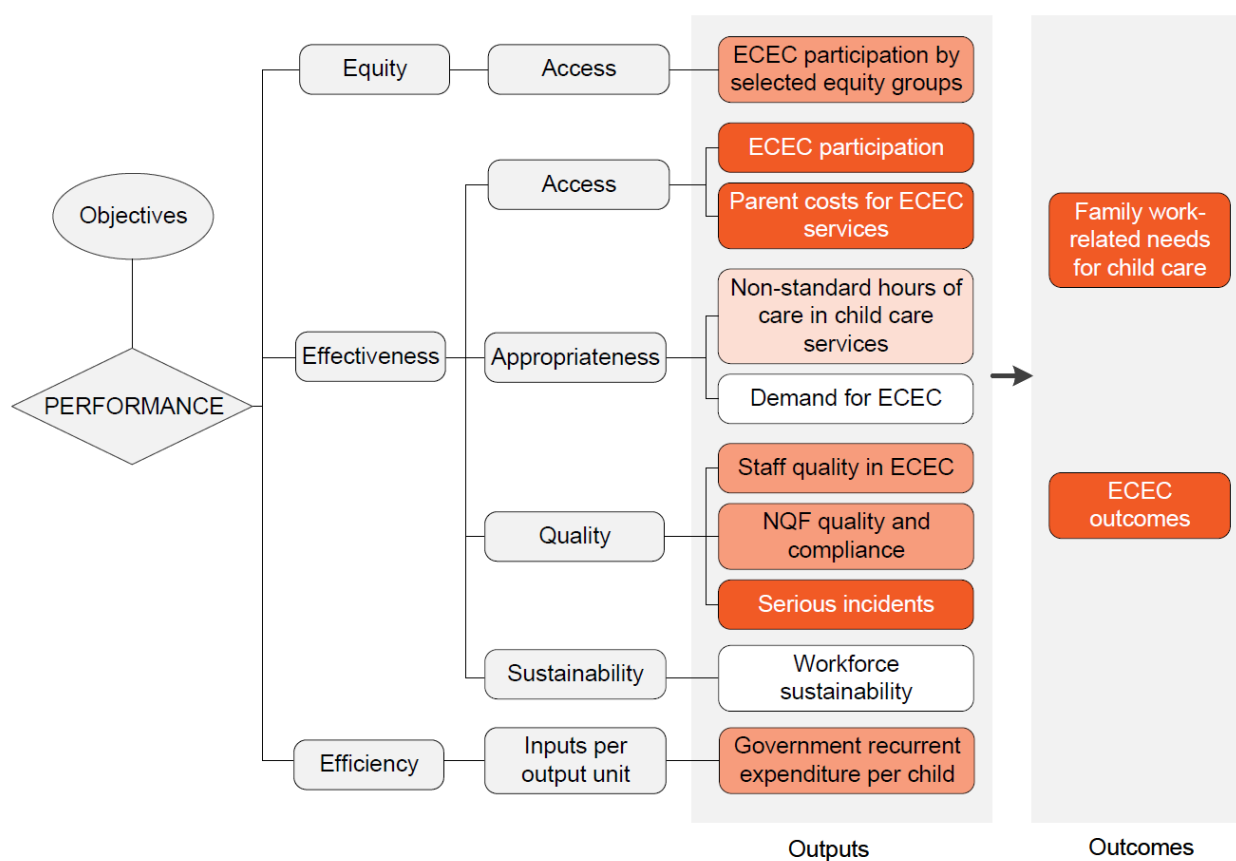 Objectives
PERFORMANCE
Equity
Access
ECEC participation by
selected equity groups
Effectiveness
Access
ECEC participation
Parent costs for ECEC
services
Appropriateness
Non-standard hours of
care in child care
services
Demand for ECEC
Quality
Staff quality in ECEC
NQF quality and
compliance
Serious incidents
Sustainability
Workforce
sustainability
Efficiency
Inputs per
output unit
Government recurrent
expenditure per child
Outputs
Family work-
related needs
for child care
ECEC
outcomes
Outcomes